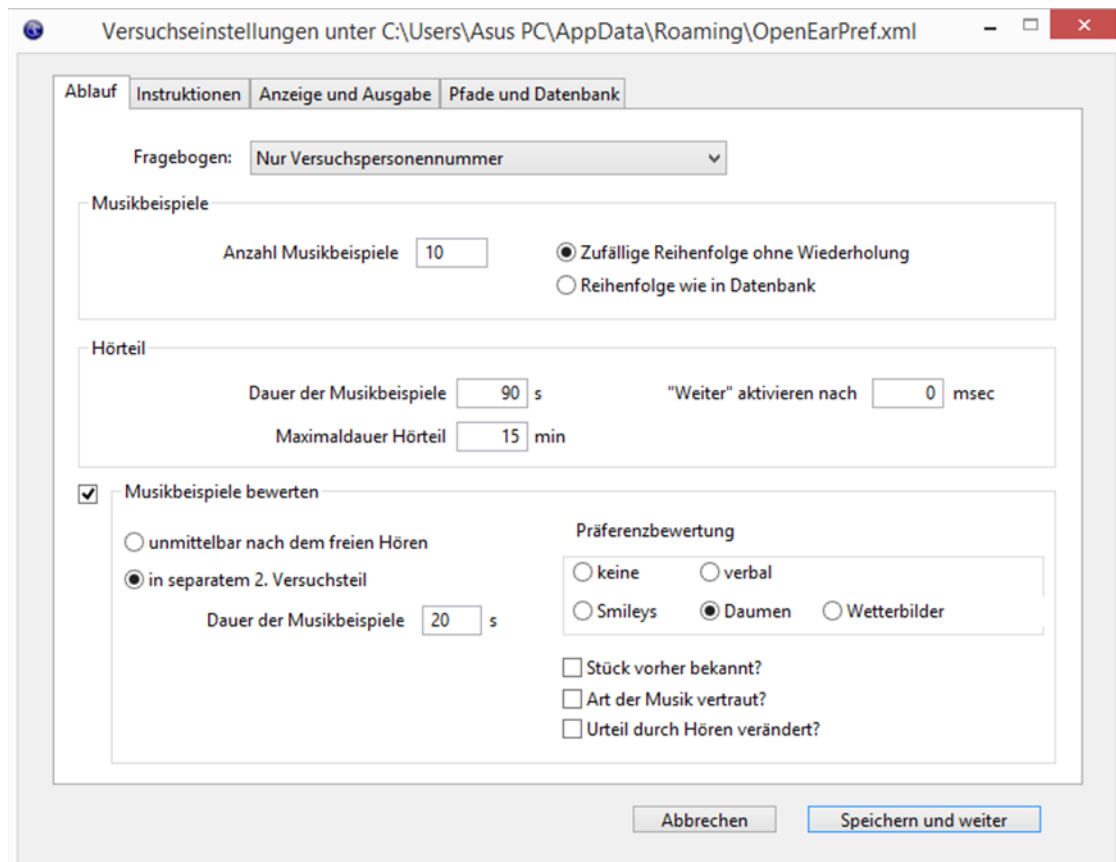 Versuchseinstellungen unter C:\Users\Asus PC\AppData\Roaming\OpenEarPref.xml
Ablauf Instruktionen Anzeige und Ausgabe Pfade und Datenbank
Fragebogen: Nur Versuchspersonennummer
Musikbeispiele
Anzahl Musikbeispiele 10 Zufällige Reihenfolge ohne Wiederholung
Reihenfolge wie in Datenbank
Hörteil
Dauer der Musikbeispiele 90 s "Weiter" aktivieren nach 0 msec
Maximaldauer Hörteil 15 min
Musikbeispiele bewerten
unmittelbar nach dem freien Hören
in separatem 2. Versuchsteil
Dauer der Musikbeispiele 20 s
Präferenzbewertung
keine verbal
Smileys Daumen Wetterbilder
Stück vorher bekannt?
Art der Musik vertraut?
Urteil durch Hören verändert?
Abbrechen Speichern und weiter